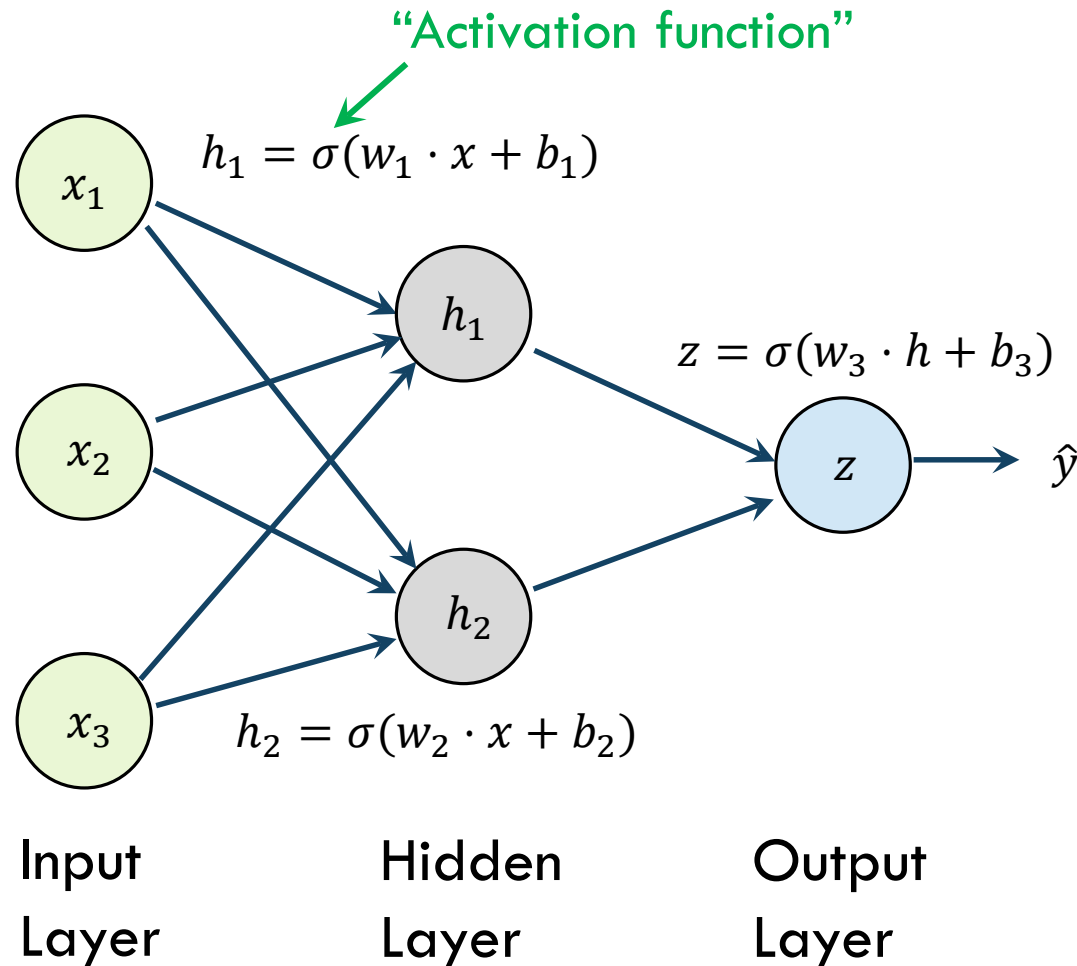 “Activation function”
h₁ = σ(w₁ · x + b₁)
x₁
h₁
z = σ(w₃ · h + b₃)
x₂
z
ŷ
h₂
x₃
h₂ = σ(w₂ · x + b₂)
Input
Layer
Hidden
Layer
Output
Layer